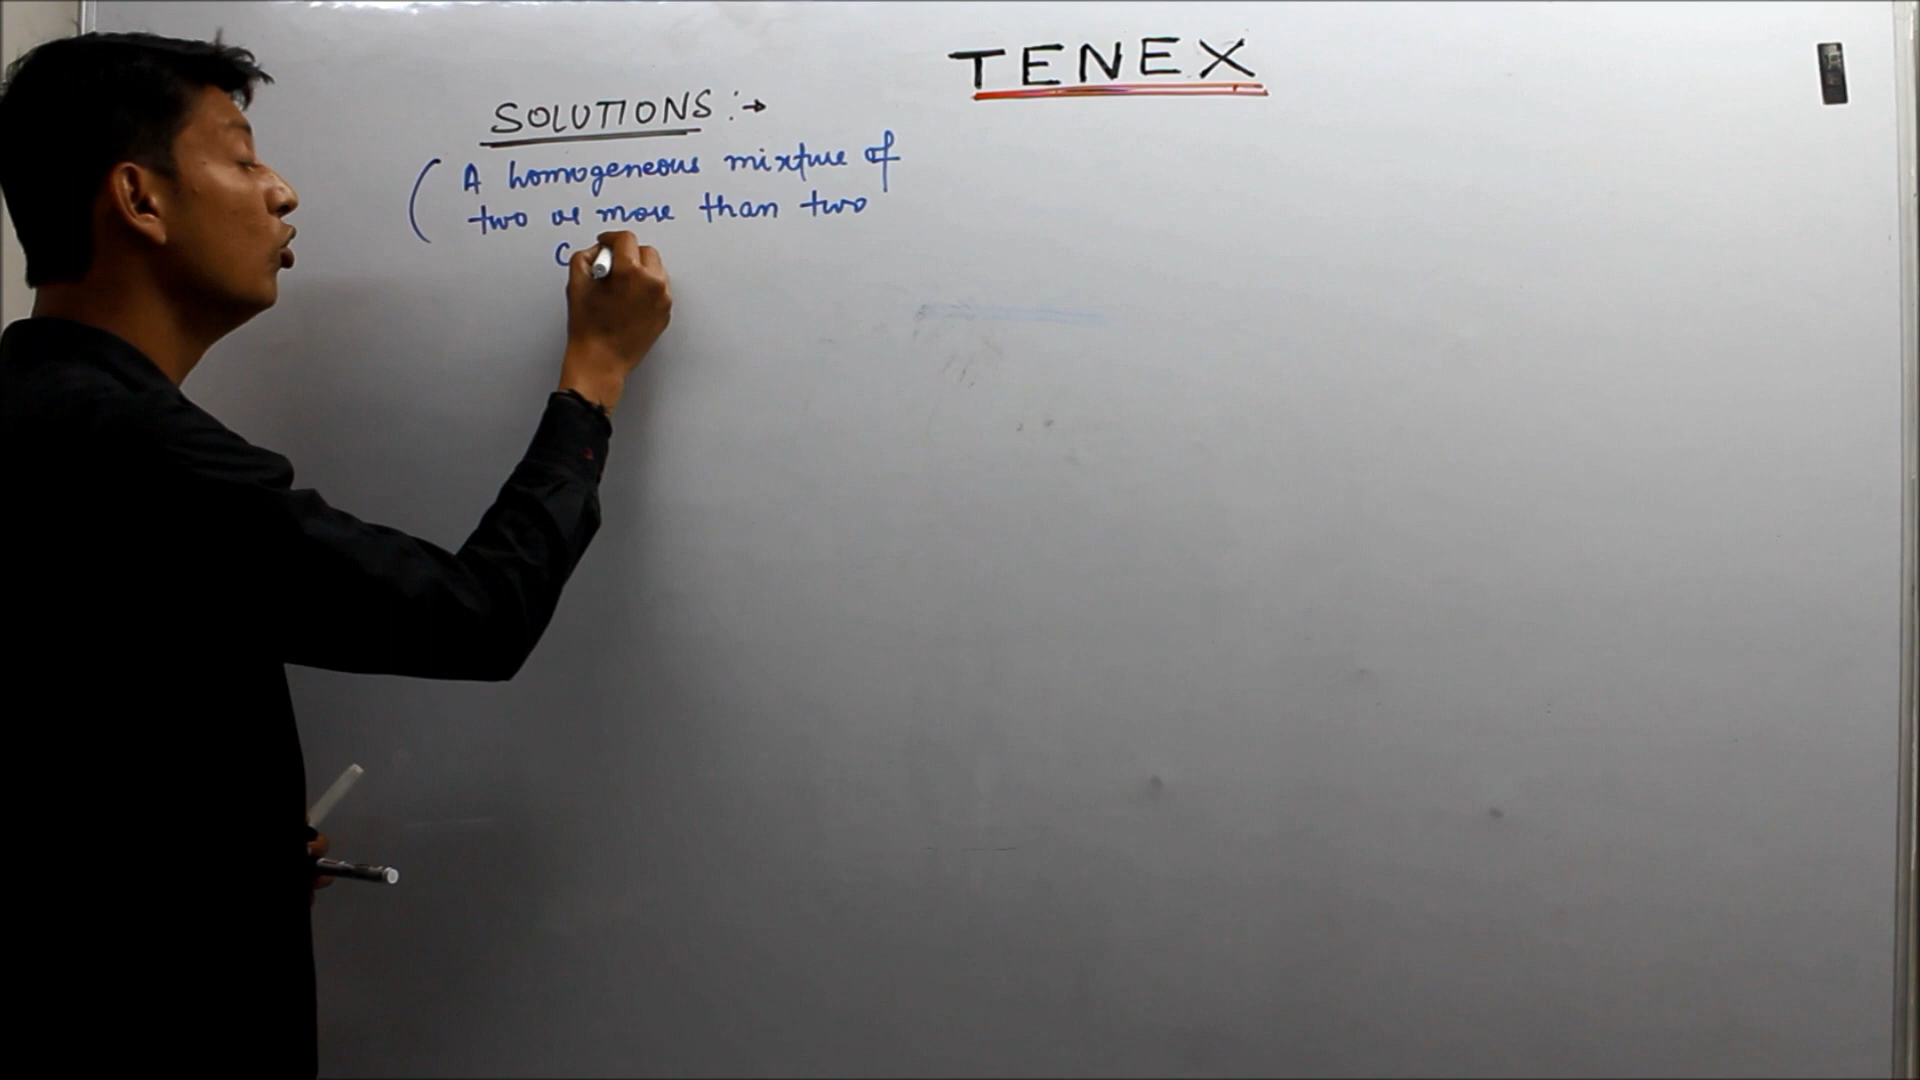 TENEX
SOLUTIONS :→
( A homogeneous mixture of
two or more than two
C